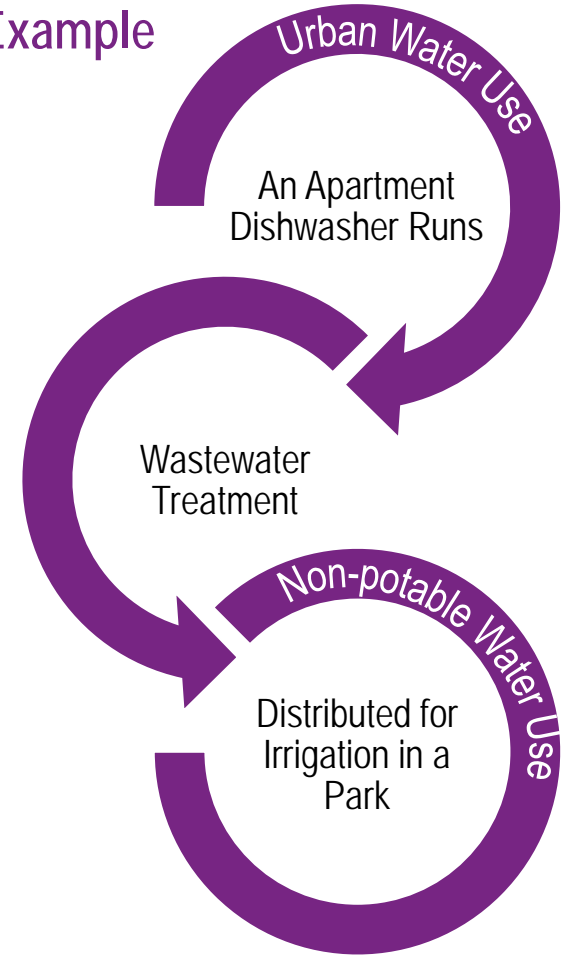 Example
Urban Water Use
An Apartment
Dishwasher Runs
Wastewater
Treatment
Non-potable Water Use
Distributed for
Irrigation in a
Park